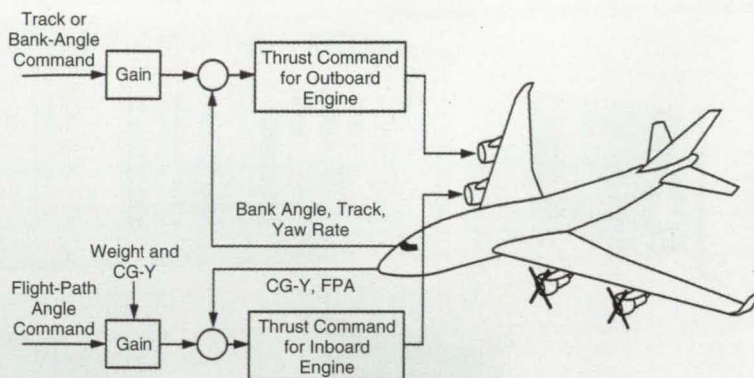 Track or
Bank-Angle
Command
Gain
Thrust Command
for Outboard
Engine
Bank Angle, Track,
Yaw Rate
Weight and
CG-Y
Flight-Path
Angle
Command
CG-Y, FPA
Gain
Thrust Command
for Inboard
Engine